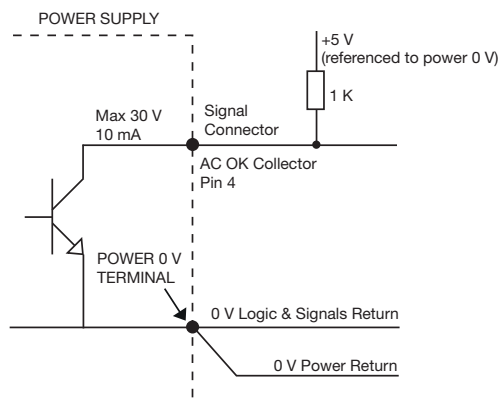 POWER SUPPLY
+5 V
(referenced to power 0 V)
1 K
Max 30 V
10 mA
Signal
Connector
AC OK Collector
Pin 4
POWER 0 V
TERMINAL
0 V Logic & Signals Return
0 V Power Return